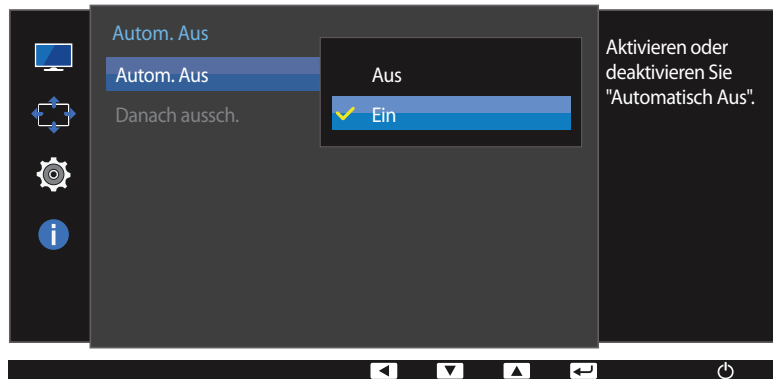 Autom. Aus
Autom. Aus
Aus
Danach aussch.
Ein
Aktivieren oder
deaktivieren Sie
"Automatisch Aus".